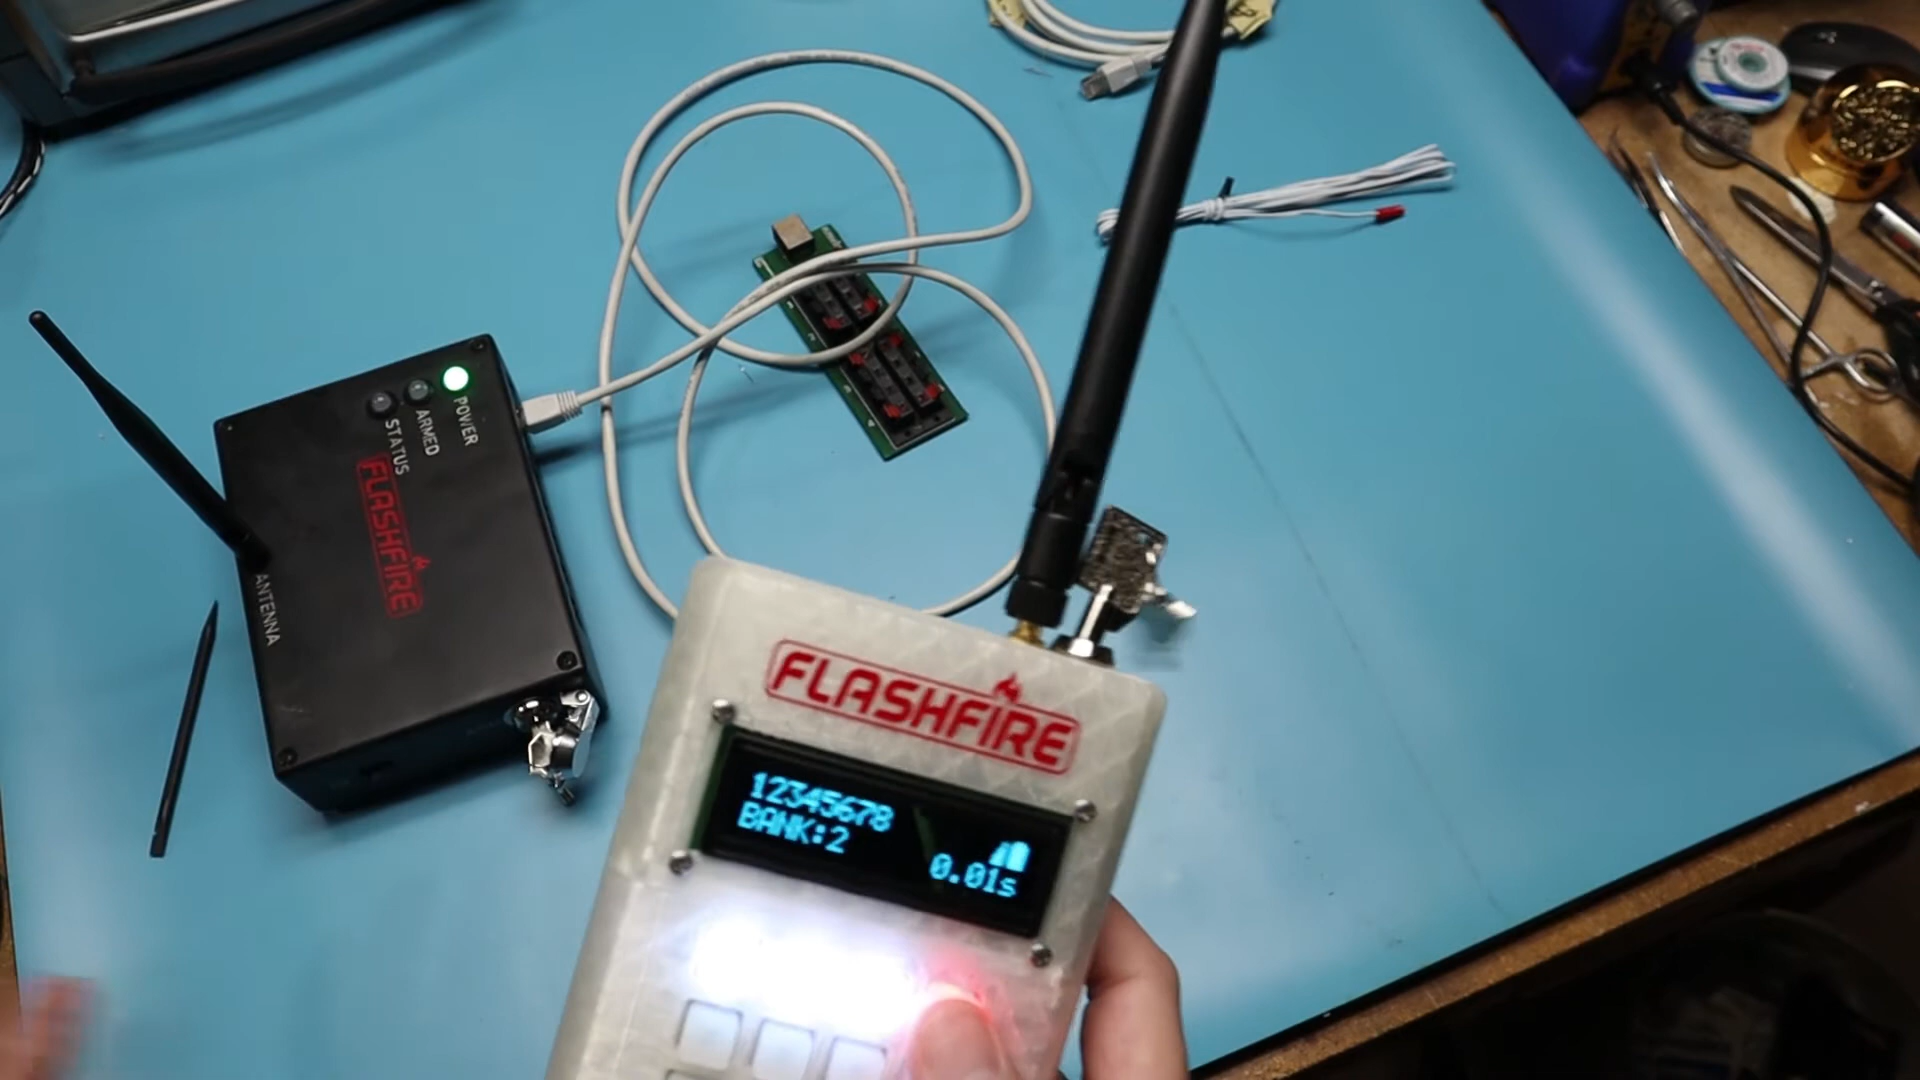 POWER
ARMED
STATUS
FLASHFIRE
ANTENNA
FLASHFIRE
12345678
BANK:2
0.01s